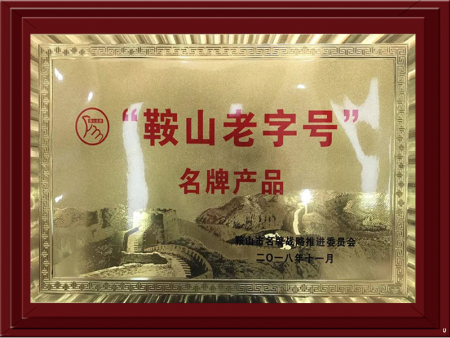 “鞍山老字号”
名牌产品
鞍山市名牌战略推进委员会
二〇一八年十一月